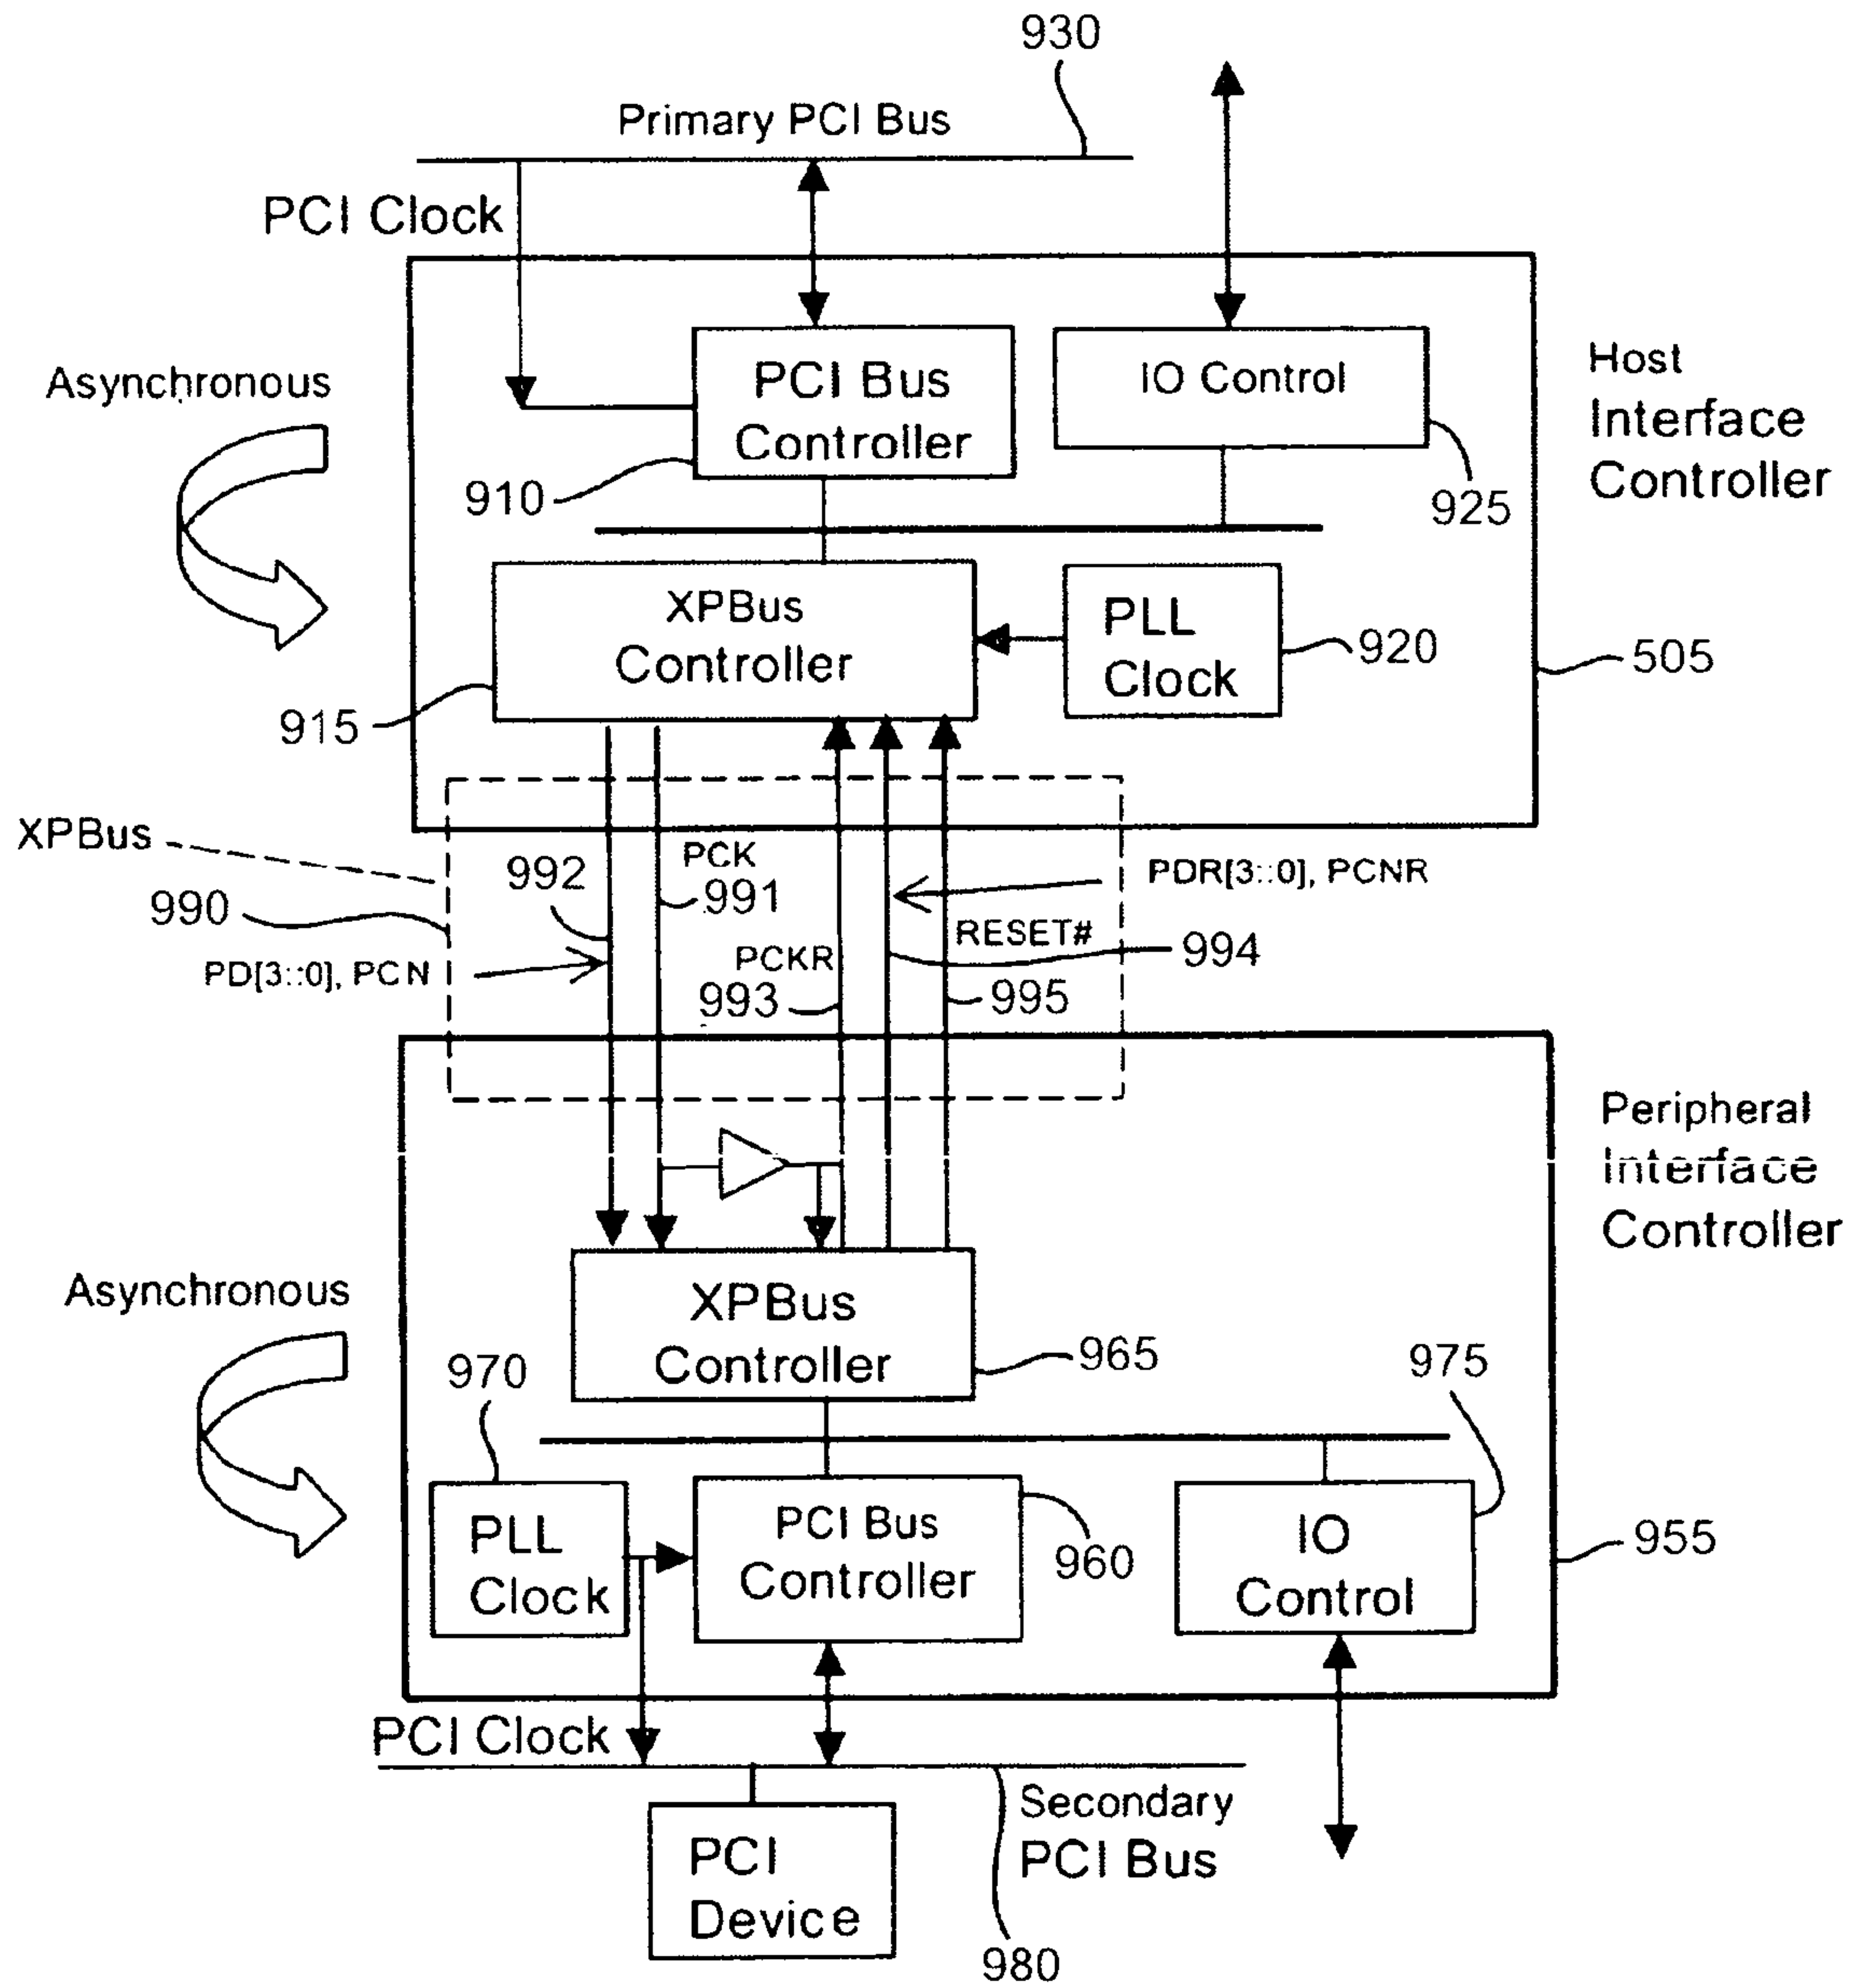 930
Primary PCI Bus
PCI Clock
Asynchronous
PCI Bus
Controller
IO Control
Host
Interface
Controller
910
925
XPBus
Controller
PLL
Clock
920
505
915
XPBus
990
992
PCK
991
PDR[3::0], PCNR
PD[3::0], PCN
PCKR
993
RESET#
994
995
Peripheral
Interface
Controller
Asynchronous
XPBus
Controller
965
970
975
PLL
Clock
PCI Bus
Controller
960
IO
Control
955
PCI Clock
Secondary
PCI Bus
PCI
Device
980